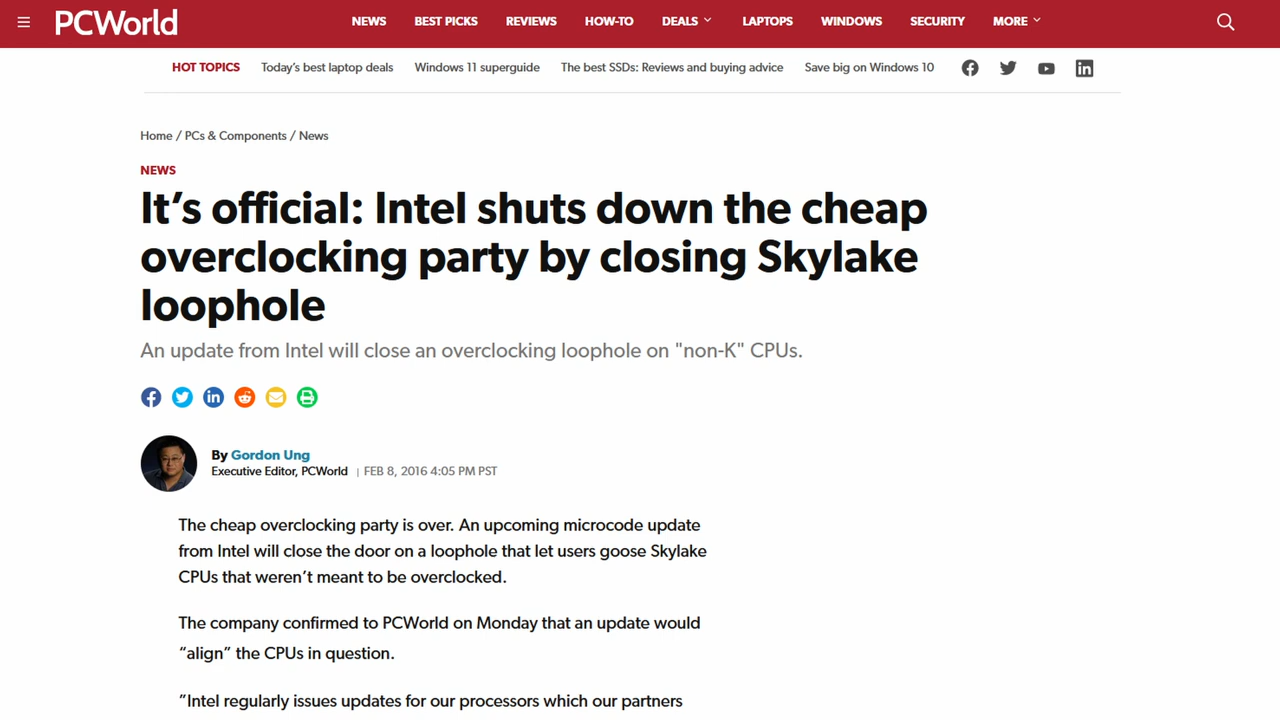 PCWorld
NEWS BEST PICKS REVIEWS HOW-TO DEALS LAPTOPS WINDOWS SECURITY MORE
HOT TOPICS Today's best laptop deals Windows 11 superguide The best SSDs: Reviews and buying advice Save big on Windows 10
Home / PCs & Components / News
NEWS
It's official: Intel shuts down the cheap
overclocking party by closing Skylake
loophole
An update from Intel will close an overclocking loophole on "non-K" CPUs.
By Gordon Ung
Executive Editor, PCWorld | FEB 8, 2016 4:05 PM PST
The cheap overclocking party is over. An upcoming microcode update
from Intel will close the door on a loophole that let users goose Skylake
CPUs that weren't meant to be overclocked.
The company confirmed to PCWorld on Monday that an update would
“align” the CPUs in question.
”Intel regularly issues updates for our processors which our partners